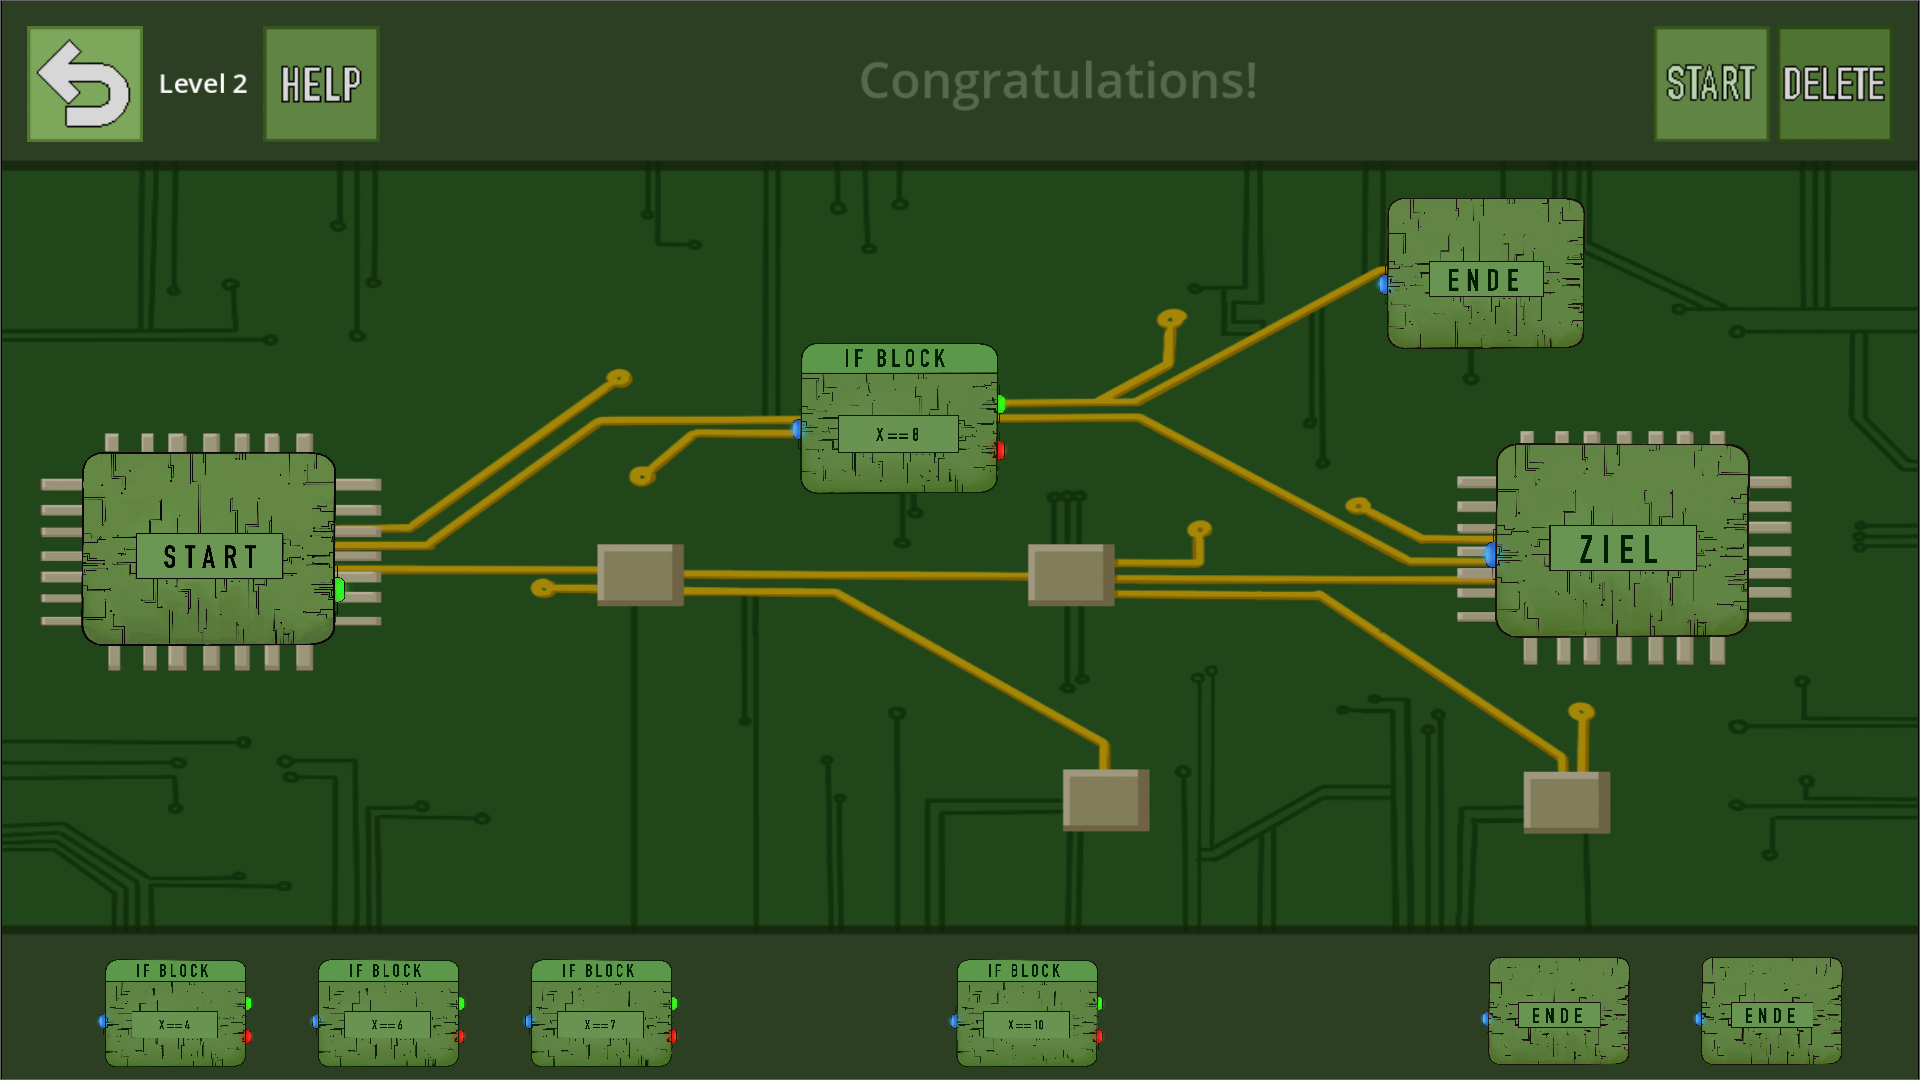 Level 2
HELP
Congratulations!
START
DELETE
ENDE
IF BLOCK
X==8
START
ZIEL
IF BLOCK
X==4
IF BLOCK
X==6
IF BLOCK
X==7
IF BLOCK
X==10
ENDE
ENDE